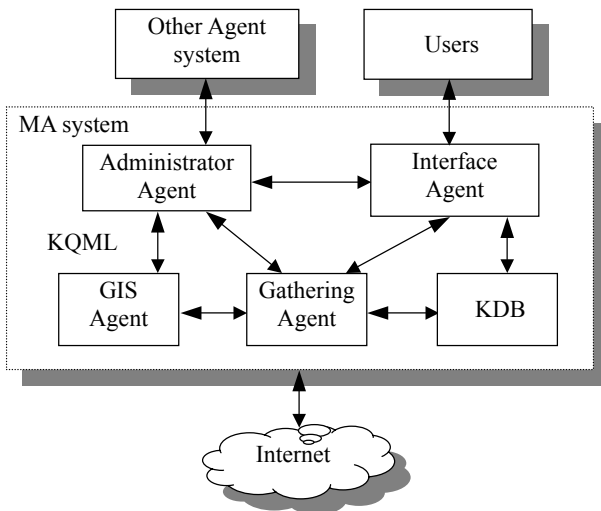 Other Agent
system
Users
MA system
Administrator
Agent
Interface
Agent
KQML
GIS
Agent
Gathering
Agent
KDB
Internet